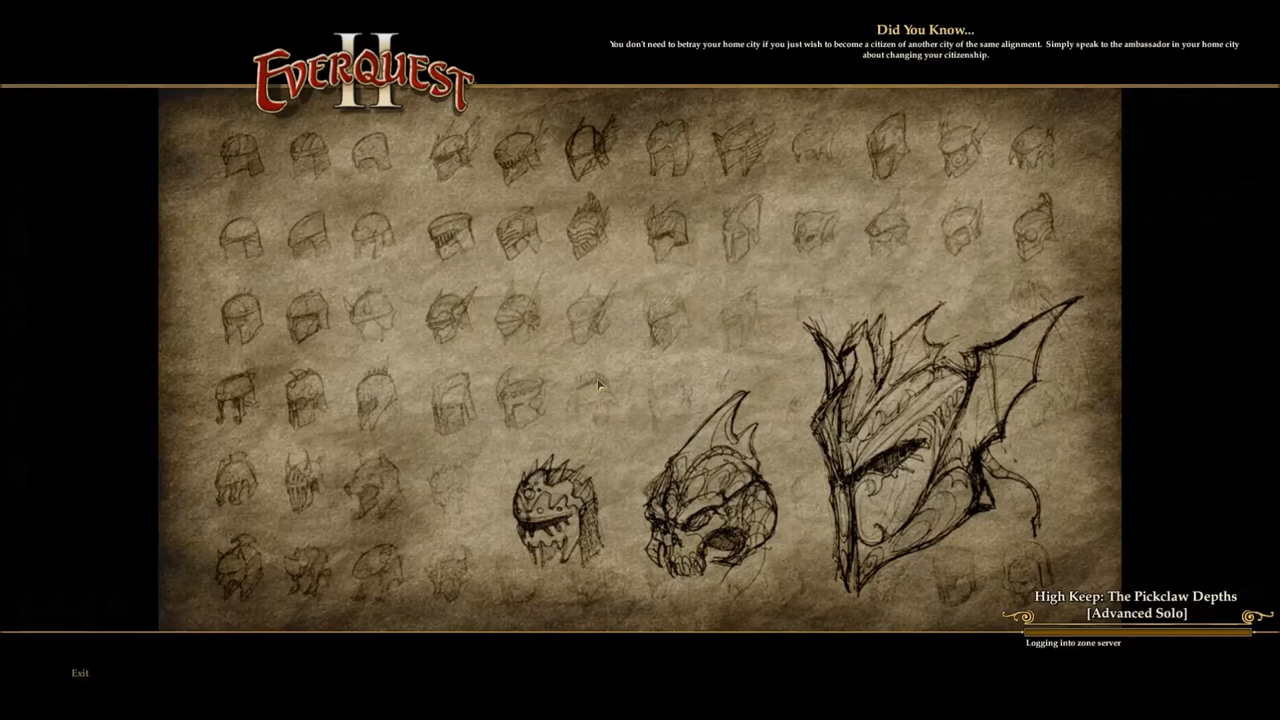 EverQuest
II
Did You Know...
You don't need to betray your home city if you just wish to become a citizen of another city of the same alignment. Simply speak to the ambassador in your home city
about changing your citizenship.
High Keep: The Pickclaw Depths
[Advanced Solo]
Logging into zone server
Exit